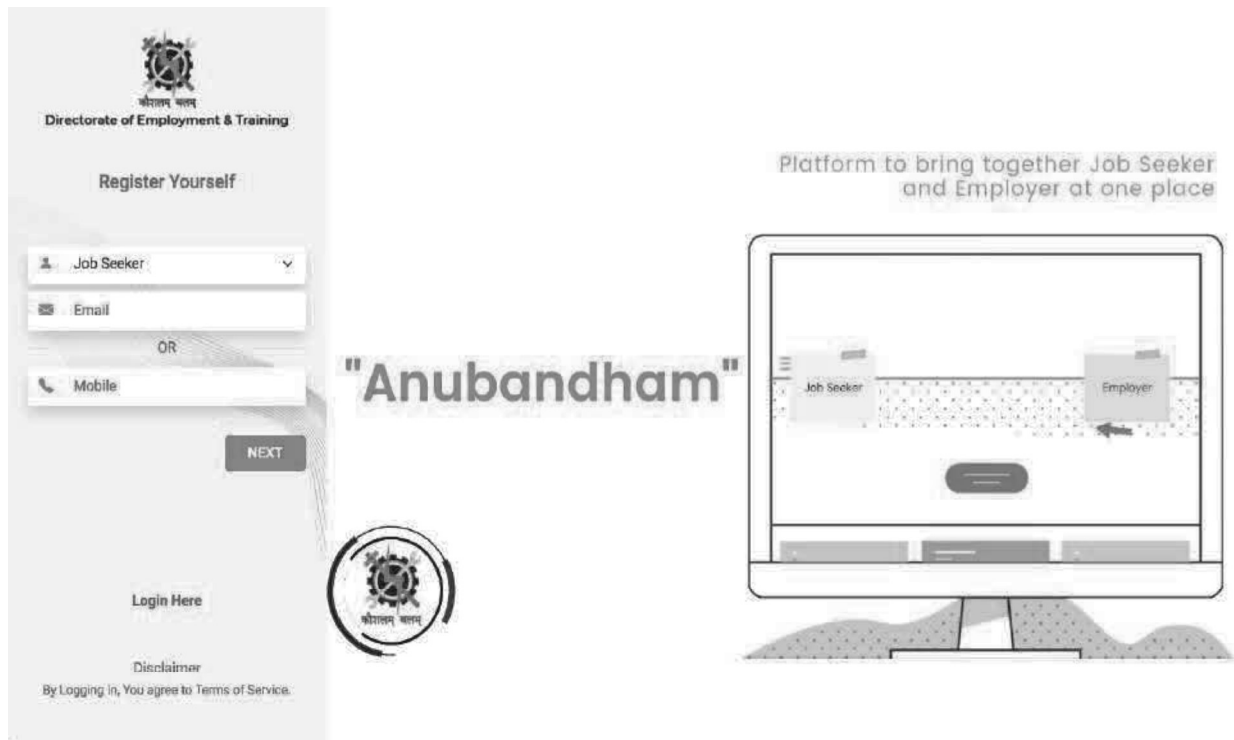 कौशलम् बलम्
Directorate of Employment & Training
Register Yourself
Job Seeker
Email
OR
Mobile
NEXT
Login Here
Disclaimer
By Logging in, You agree to Terms of Service.
"Anubandham"
कौशलम् बलम्
Platform to bring together Job Seeker
and Employer at one place
Job Seeker
Employer